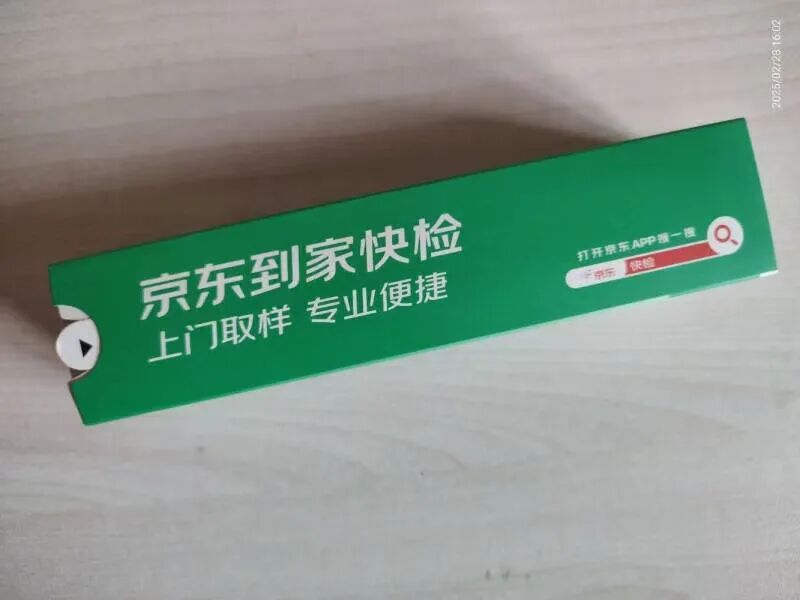 京东到家快检
上门取样 专业便捷
打开京东APP搜一搜
京东 快检
2025/02/28 16:02